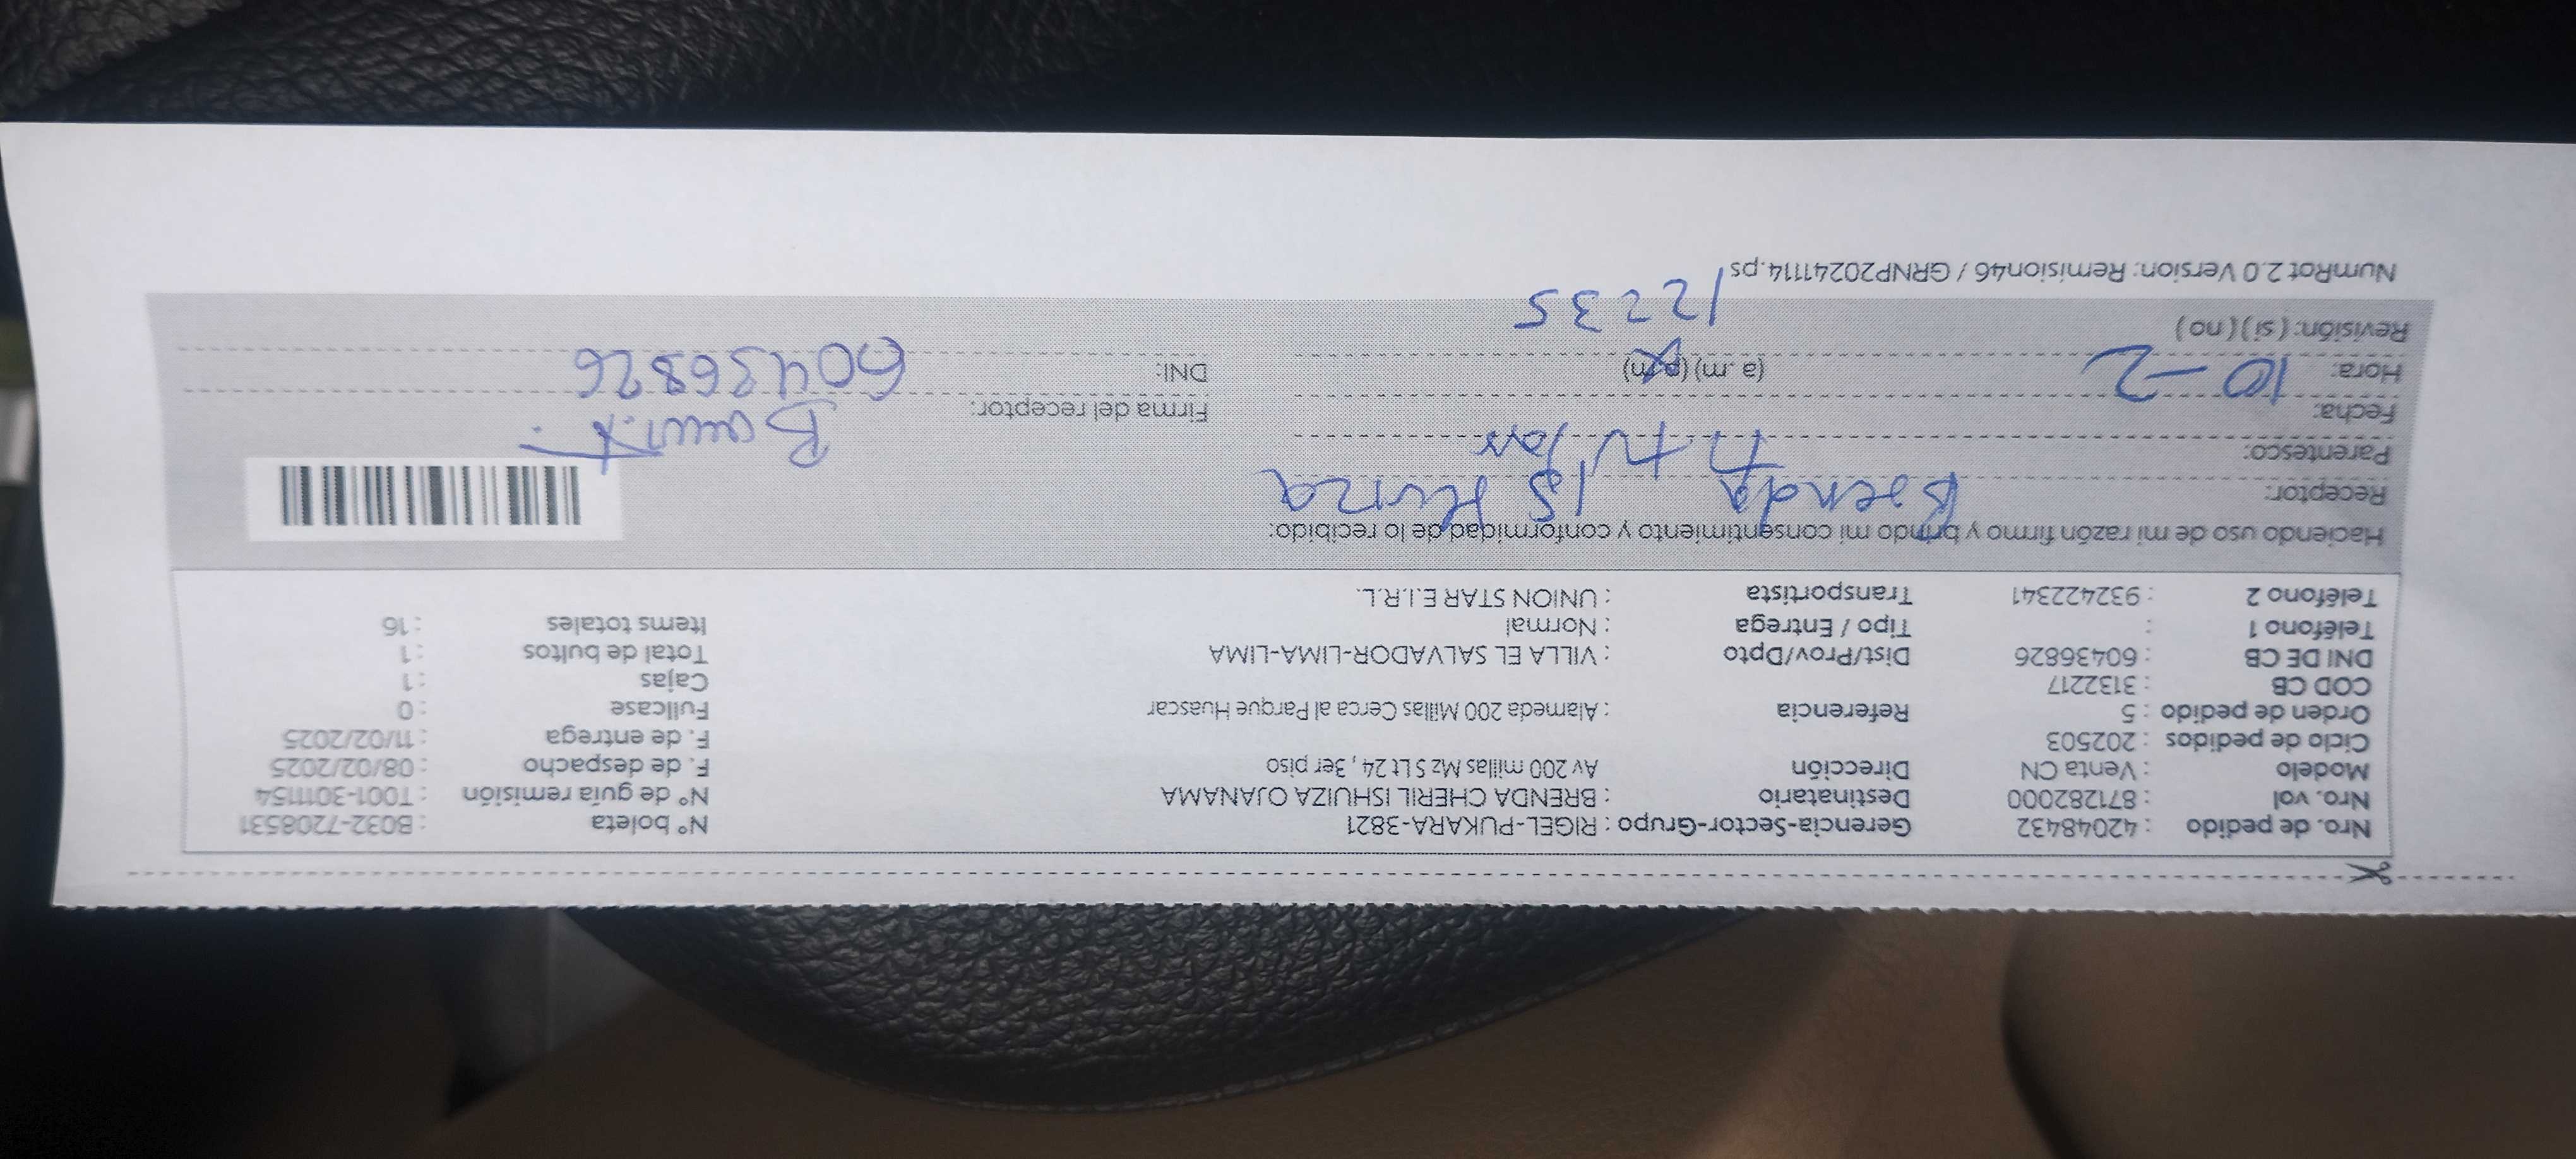 Nro. de pedido : 42048432 Gerencia-Sector-Grupo : RIGEL-PUKARA-3821 N° boleta : B032-7208531
Nro. vol : 871282000 Destinatario : BRENDA CHERIL ISHUIZA OJANAMA N° de guía remisión : T001-3011154
Modelo : Venta CN Dirección Av 200 millas Mz S Lt 24 , 3er piso F. de despacho : 08/02/2025
Ciclo de pedidos : 202503 F. de entrega : 11/02/2025
Orden de pedido : 5 Referencia : Alameda 200 Millas Cerca al Parque Huascar Fullcase : 0
COD CB : 3132217 Cajas : 1
DNI DE CB : 60436826 Dist/Prov/Dpto : VILLA EL SALVADOR-LIMA-LIMA Total de bultos : 1
Teléfono 1 : Tipo / Entrega : Normal Items totales : 16
Teléfono 2 : 932422341 Transportista : UNION STAR E.I.R.L.
Haciendo uso de mi razón firmo y brindo mi consentimiento y conformidad de lo recibido:
Receptor: Brenda Ishuiza
Parentesco: titular
Fecha: Firma del receptor:
Hora: 10-2 (a.m.) (p.m) DNI: 60436826
Revisión: (si) (no) 12235
NumRot 2.0 Version: Remision46 / GRNP20241114.ps